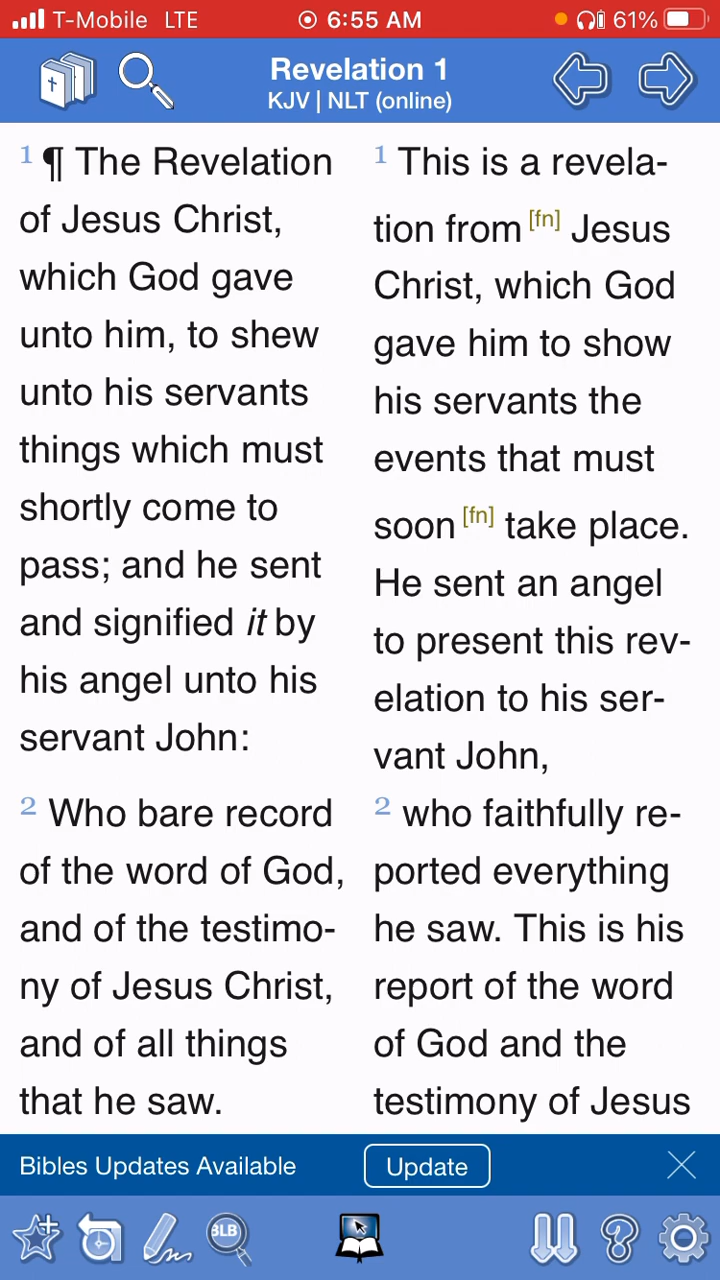 T-Mobile LTE 6:55 AM 61%
Revelation 1
KJV | NLT (online)
1 ¶ The Revelation
of Jesus Christ,
which God gave
unto him, to shew
unto his servants
things which must
shortly come to
pass; and he sent
and signified it by
his angel unto his
servant John:
2 Who bare record
of the word of God,
and of the testimo-
ny of Jesus Christ,
and of all things
that he saw.
1 This is a revela-
tion from [fn] Jesus
Christ, which God
gave him to show
his servants the
events that must
soon [fn] take place.
He sent an angel
to present this rev-
elation to his ser-
vant John,
2 who faithfully re-
ported everything
he saw. This is his
report of the word
of God and the
testimony of Jesus
Bibles Updates Available Update
BLB